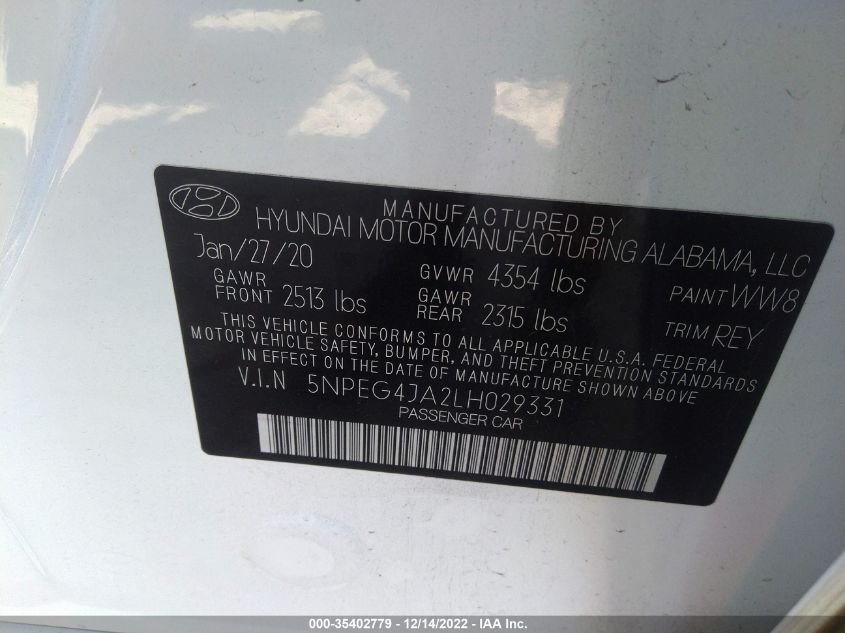 MANUFACTURED BY
HYUNDAI MOTOR MANUFACTURING ALABAMA, LLC
Jan/27/20 GVWR 4354 lbs PAINT WW8
GAWR FRONT 2513 lbs GAWR REAR 2315 lbs TRIM REY
THIS VEHICLE CONFORMS TO ALL APPLICABLE U.S.A. FEDERAL
MOTOR VEHICLE SAFETY, BUMPER, AND THEFT PREVENTION STANDARDS
IN EFFECT ON THE DATE OF MANUFACTURE SHOWN ABOVE
V.I.N 5NPEG4JA2LH029331
PASSENGER CAR
000-35402779 - 12/14/2022 - IAA Inc.